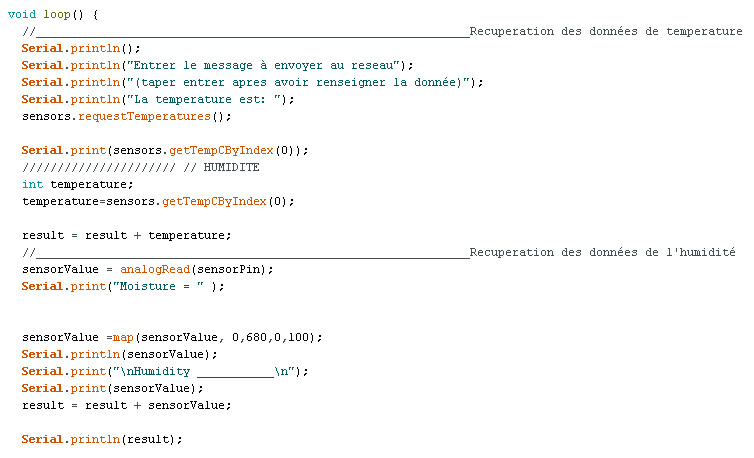 void loop() {
//______________________________________________________________Recuperation des données de temperature
Serial.println();
Serial.println("Entrer le message à envoyer au reseau");
Serial.println("(taper entrer apres avoir renseigner la donnée)");
Serial.println("La temperature est: ");
sensors.requestTemperatures();
Serial.print(sensors.getTempCByIndex(0));
////////////////////// // HUMIDITE
int temperature;
temperature=sensors.getTempCByIndex(0);
result = result + temperature;
//______________________________________________________________Recuperation des données de l'humidité
sensorValue = analogRead(sensorPin);
Serial.print("Moisture = " );
sensorValue =map(sensorValue, 0,680,0,100);
Serial.println(sensorValue);
Serial.print("\nHumidity ___________\n");
Serial.print(sensorValue);
result = result + sensorValue;
Serial.println(result);